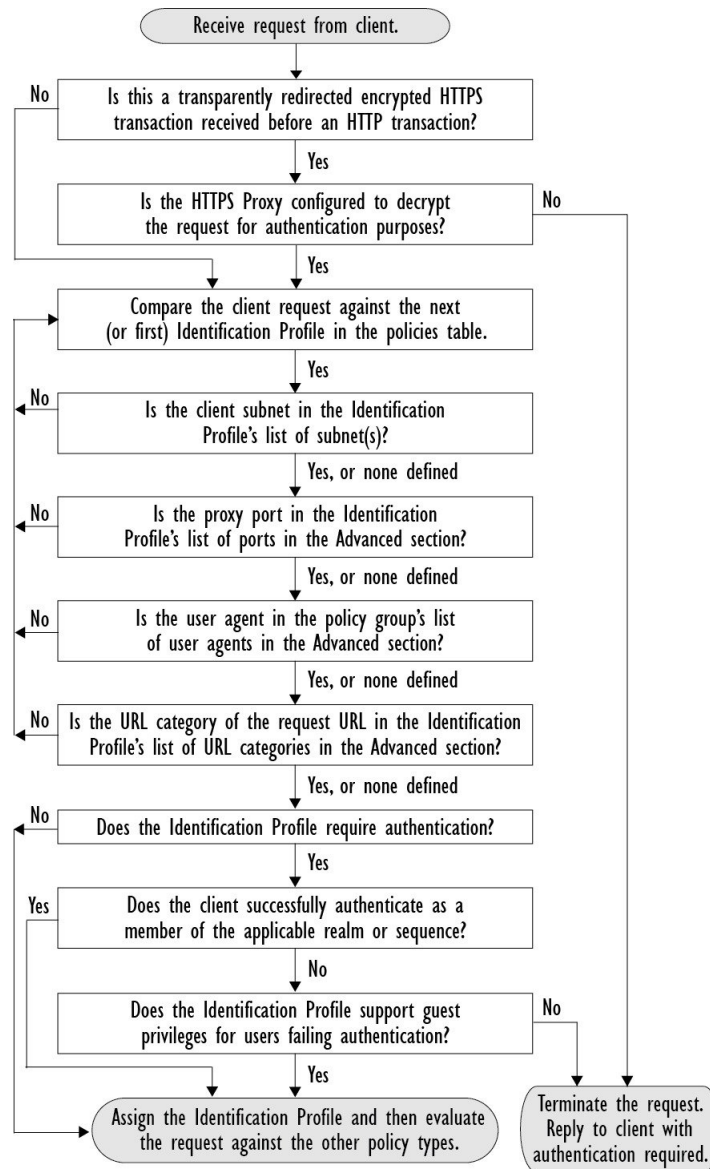 Receive request from client.
No
Is this a transparently redirected encrypted HTTPS
transaction received before an HTTP transaction?
Yes
Is the HTTPS Proxy configured to decrypt
the request for authentication purposes?
No
Yes
Compare the client request against the next
(or first) Identification Profile in the policies table.
Yes
No
Is the client subnet in the Identification
Profile's list of subnet(s)?
Yes, or none defined
No
Is the proxy port in the Identification
Profile's list of ports in the Advanced section?
Yes, or none defined
No
Is the user agent in the policy group's list
of user agents in the Advanced section?
Yes, or none defined
No
Is the URL category of the request URL in the Identification
Profile's list of URL categories in the Advanced section?
Yes, or none defined
No
Does the Identification Profile require authentication?
Yes
Yes
Does the client successfully authenticate as a
member of the applicable realm or sequence?
No
Does the Identification Profile support guest
privileges for users failing authentication?
No
Yes
Assign the Identification Profile and then evaluate
the request against the other policy types.
Terminate the request.
Reply to client with
authentication required.